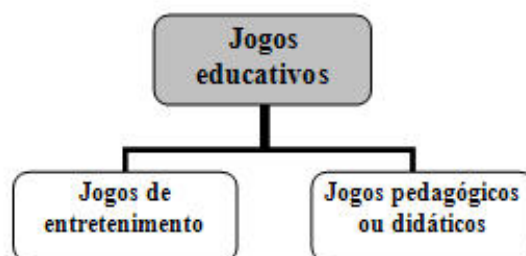 Jogos
educativos
Jogos de
entretenimento
Jogos pedagógicos
ou didáticos